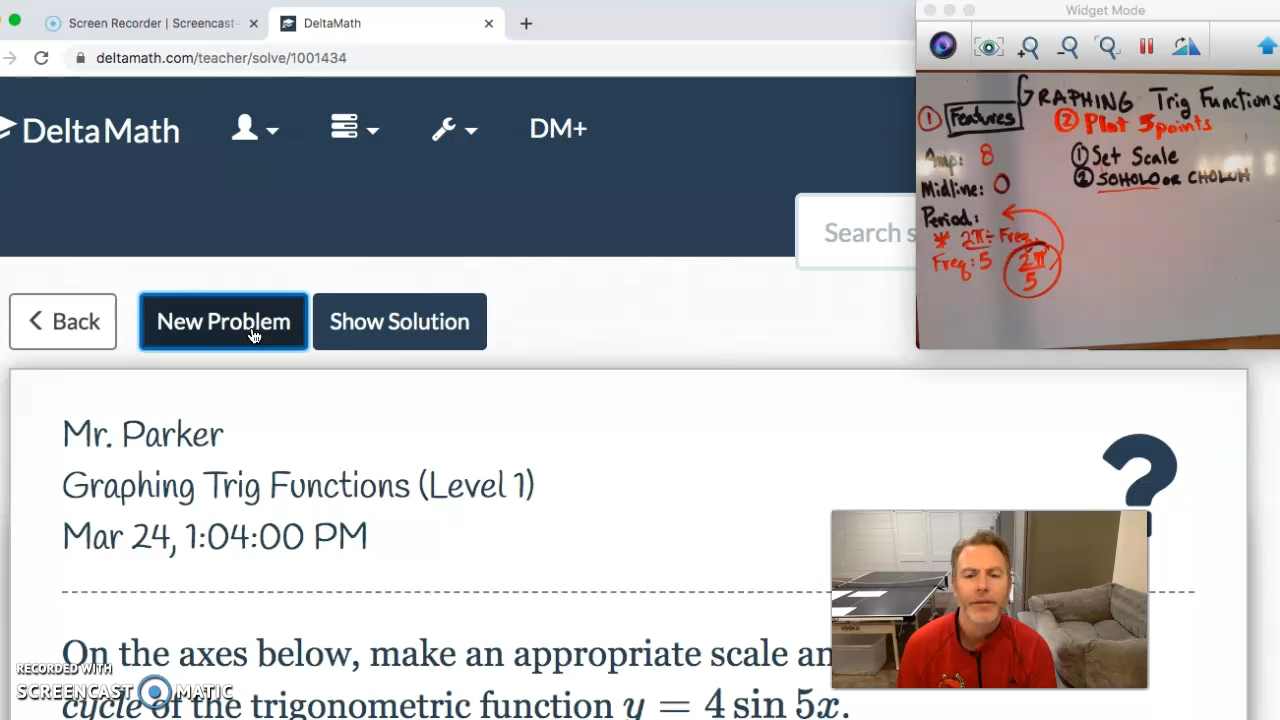 Screen Recorder | Screencast-
DeltaMath
Widget Mode
deltamath.com/teacher/solve/1001434
DeltaMath
DM+
Search s
GRAPHING Trig Functions
① Features
② Plot 5 points
Amp: 8
① Set Scale
② SOHOLO OR CHOLOH
Midline: 0
Period:
* 2π ÷ Freq.
Freq: 5
2π
5
Back
New Problem
Show Solution
Mr. Parker
Graphing Trig Functions (Level 1)
Mar 24, 1:04:00 PM
?
On the axes below, make an appropriate scale an
cycle of the trigonometric function y = 4 sin 5x.
RECORDED WITH
SCREENCAST MATIC